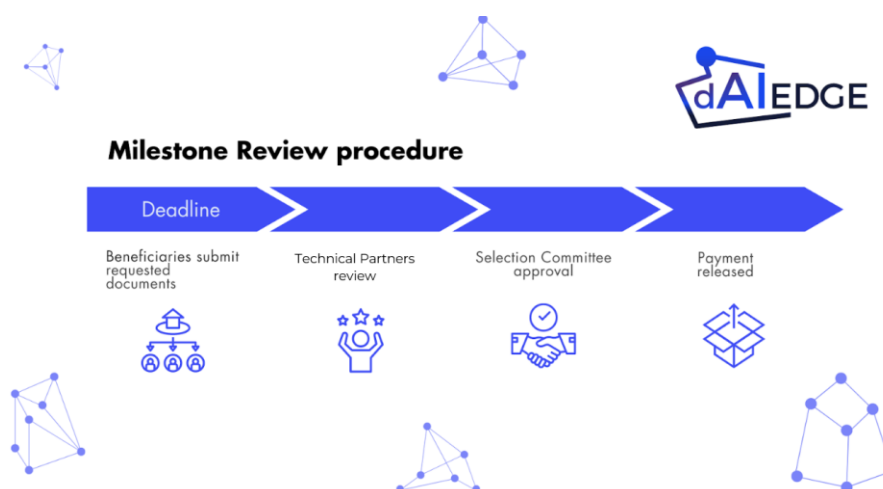 dAIEDGE
Milestone Review procedure
Deadline
Beneficiaries submit
requested
documents
Technical Partners
review
Selection Committee
approval
Payment
released